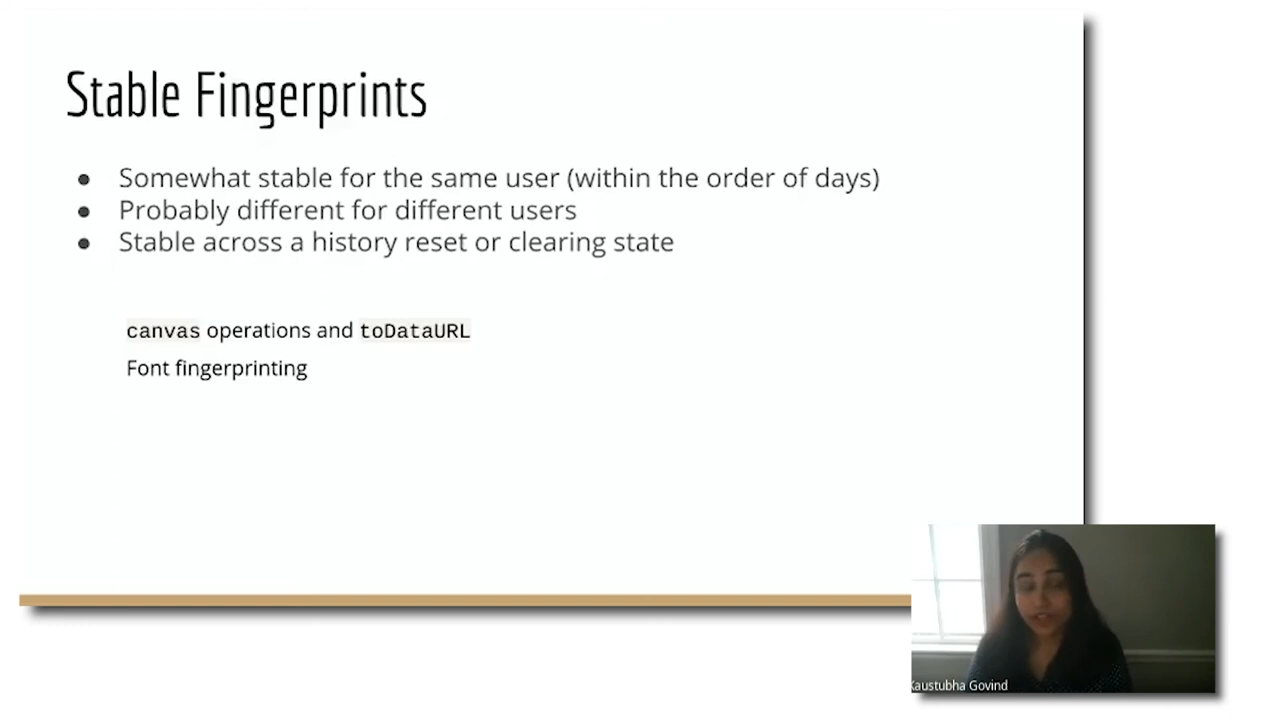 Stable Fingerprints
● Somewhat stable for the same user (within the order of days)
● Probably different for different users
● Stable across a history reset or clearing state
canvas operations and toDataURL
Font fingerprinting
Kaustubha Govind